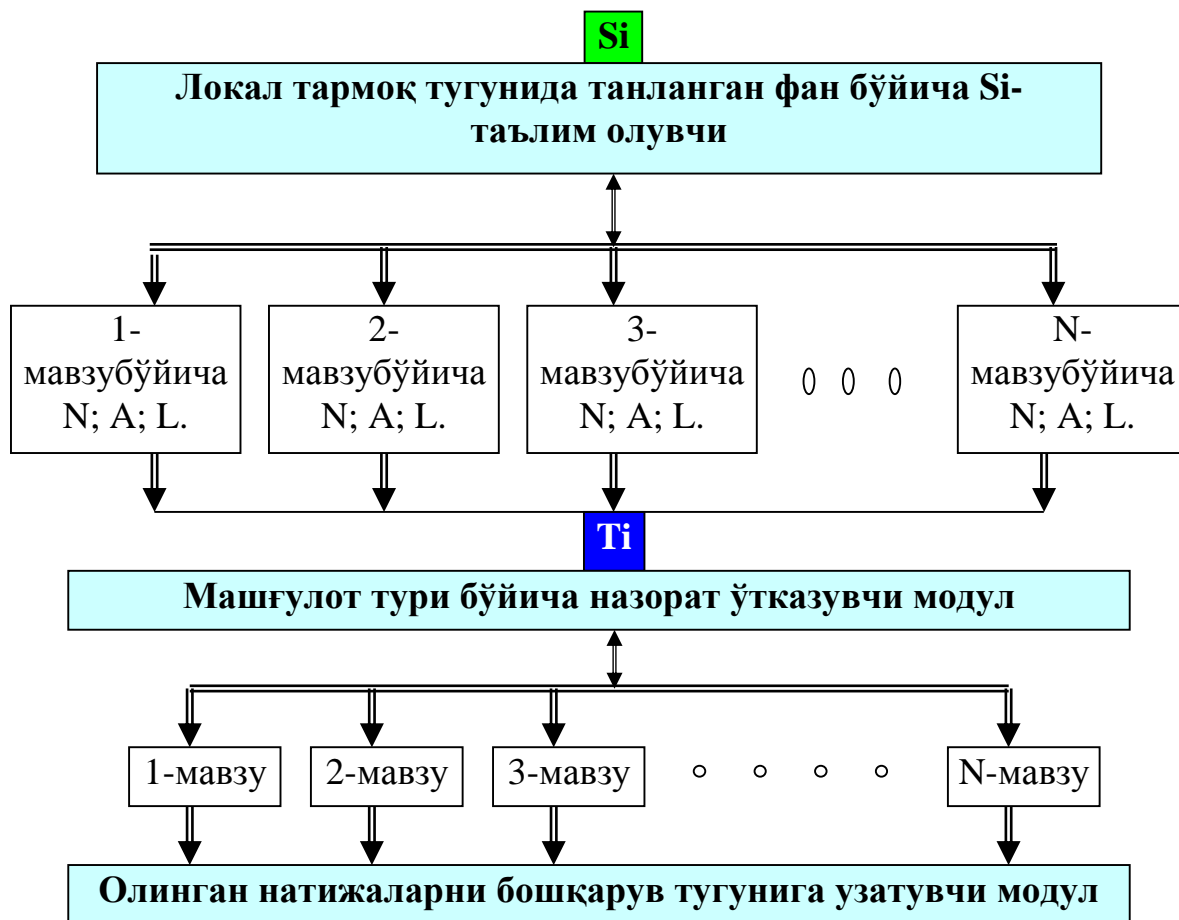 Si
Локал тармоқ тугунида танланган фан бўйича Si-
таълим олувчи
1-
мавзубўйича
N; A; L.
2-
мавзубўйича
N; A; L.
3-
мавзубўйича
N; A; L.
N-
мавзубўйича
N; A; L.
Ti
Машғулот тури бўйича назорат ўтказувчи модул
1-мавзу
2-мавзу
3-мавзу
N-мавзу
Олинган натижаларни бошқарув тугунига узатувчи модул